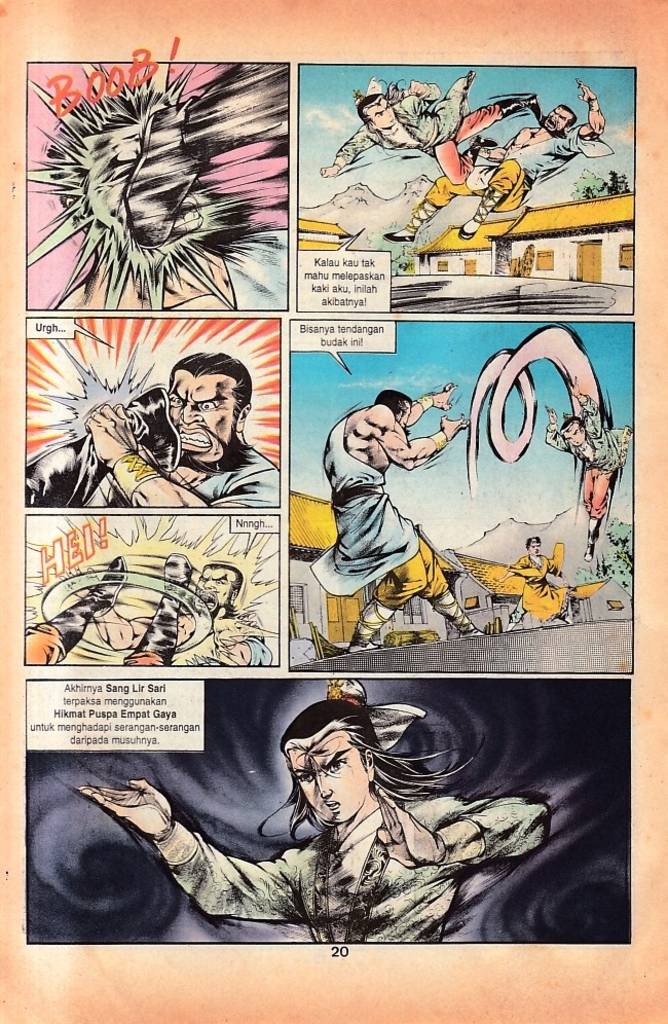 BOOB!
Kalau kau tak
mahu melepaskan
kaki aku, inilah
akibatnya!
Urgh...
Bisanya tendangan
budak ini!
HEI!
Nnngh...
Akhirnya Sang Lir Sari
terpaksa menggunakan
Hikmat Puspa Empat Gaya
untuk menghadapi serangan-serangan
daripada musuhnya.
20